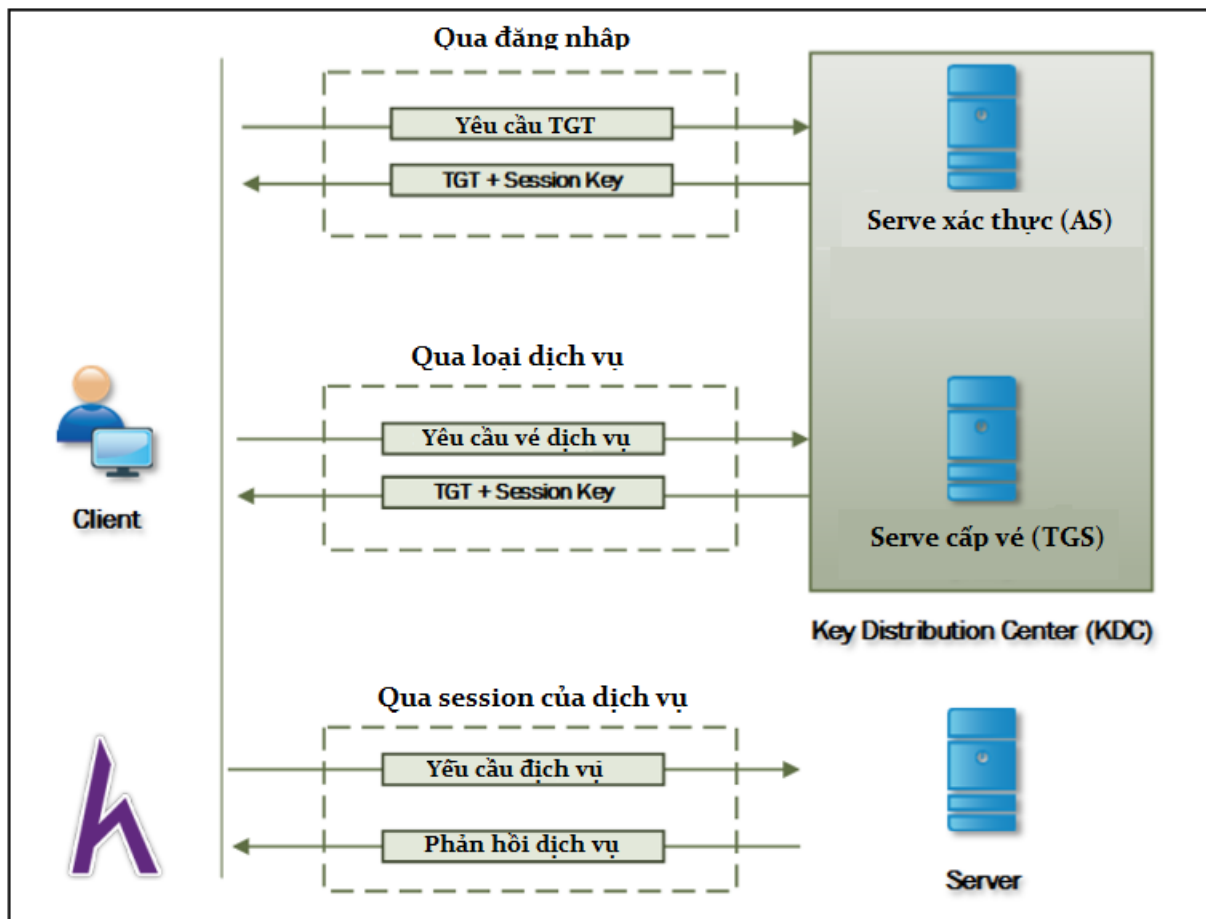 Qua đăng nhập
Yêu cầu TGT
TGT + Session Key
Serve xác thực (AS)
Qua loại dịch vụ
Yêu cầu vé dịch vụ
TGT + Session Key
Client
Serve cấp vé (TGS)
Key Distribution Center (KDC)
Qua session của dịch vụ
Yễu cầu địch vụ
Phản hồi dịch vụ
Server